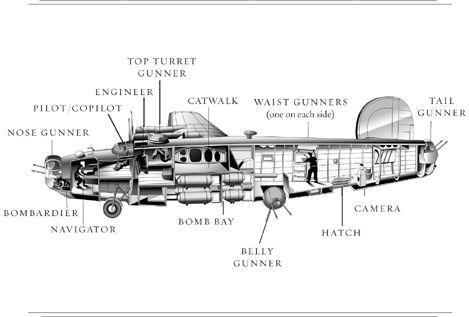 TOP TURRET
GUNNER
ENGINEER
PILOT/COPILOT
CATWALK
WAIST GUNNERS
(one on each side)
TAIL
GUNNER
NOSE GUNNER
BOMBARDIER
NAVIGATOR
BOMB BAY
BELLY
GUNNER
HATCH
CAMERA